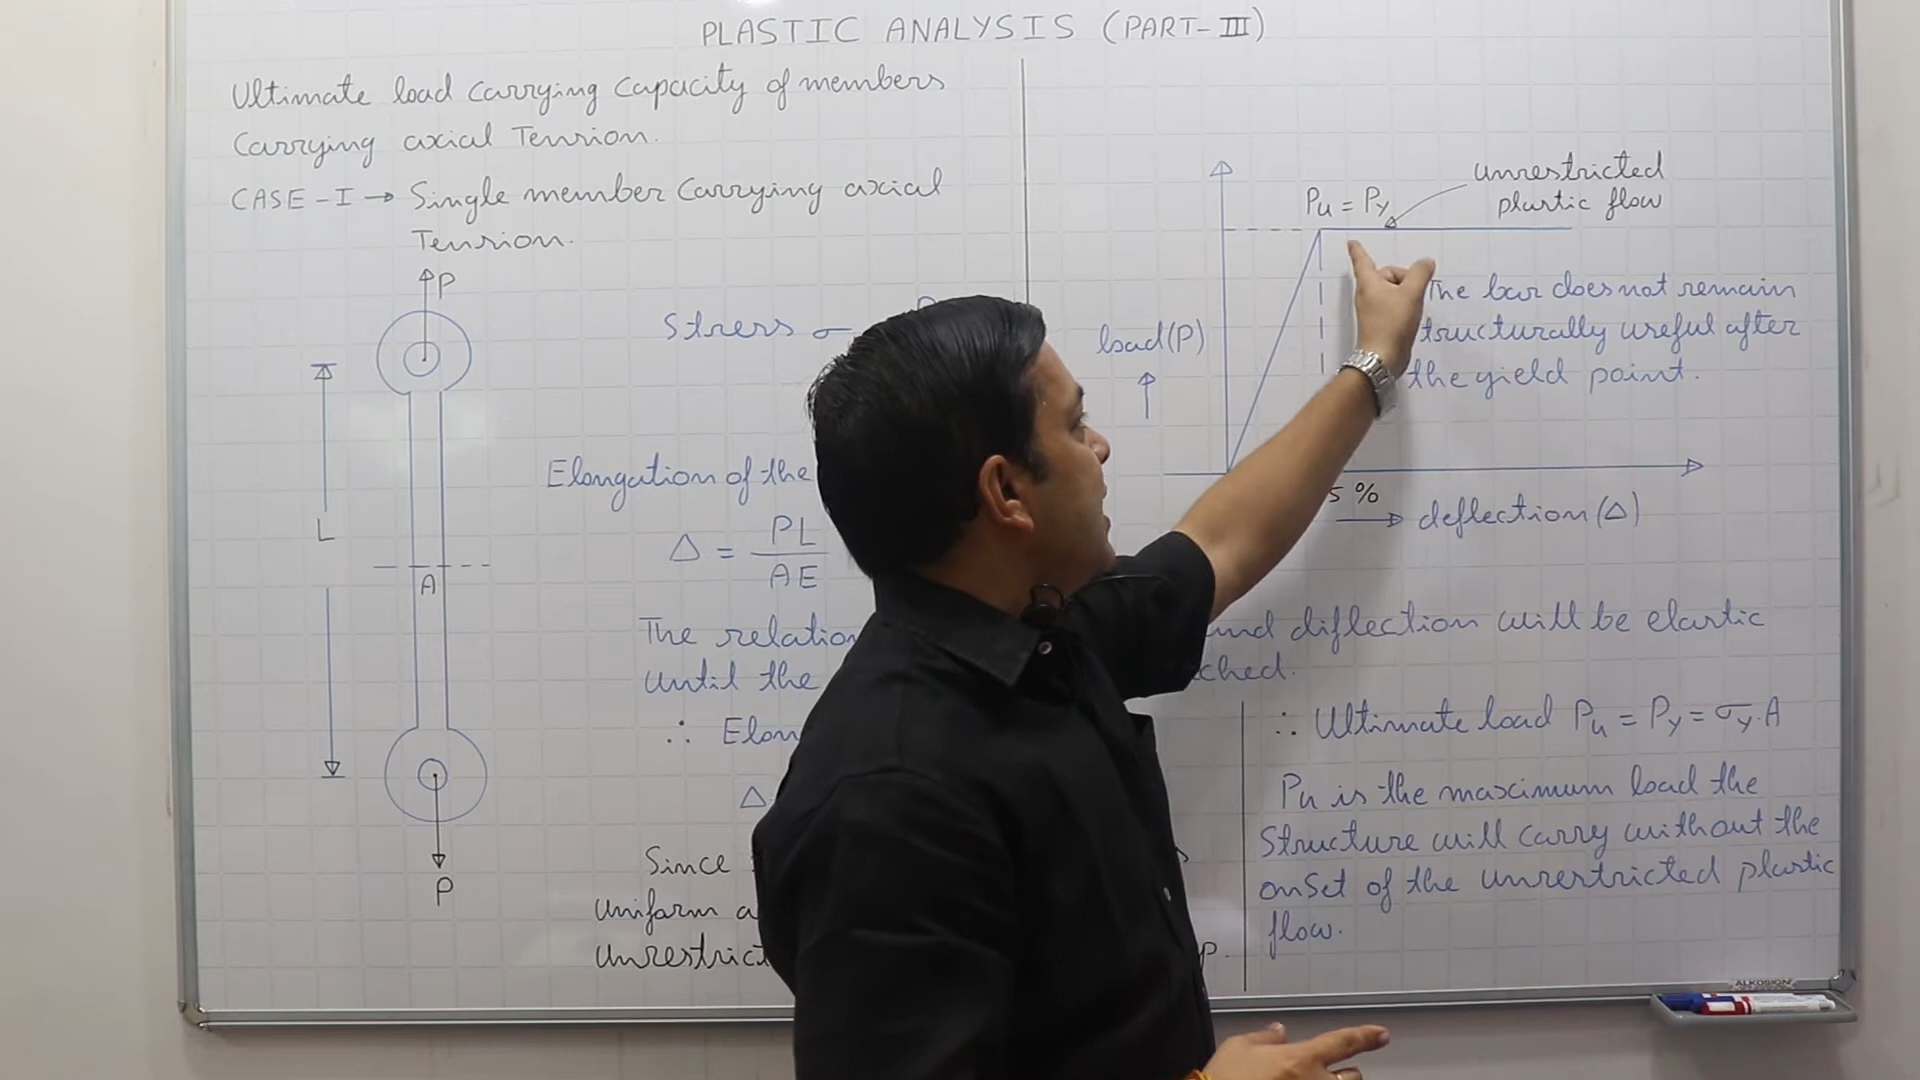 PLASTIC ANALYSIS (PART-III)
Ultimate load carrying capacity of members
carrying axial Tension.
CASE-I → Single member carrying axial
Tension.
P
L
A
P
Stress σ
Elongation of the
Δ = PL
AE
The relation
until the
∴ Elon
Δ
Since
Uniform a
Unrestrict
p.
unrestricted
plastic flow
Pu = Py
load(P)
The bar does not remain
tructurally useful after
the yield point.
5 %
→ deflection(Δ)
and diflection will be elastic
ched.
∴ Ultimate load Pu = Py = σy.A
Pu is the maximum load the
Structure will carry without the
onset of the unrestricted plastic
flow.